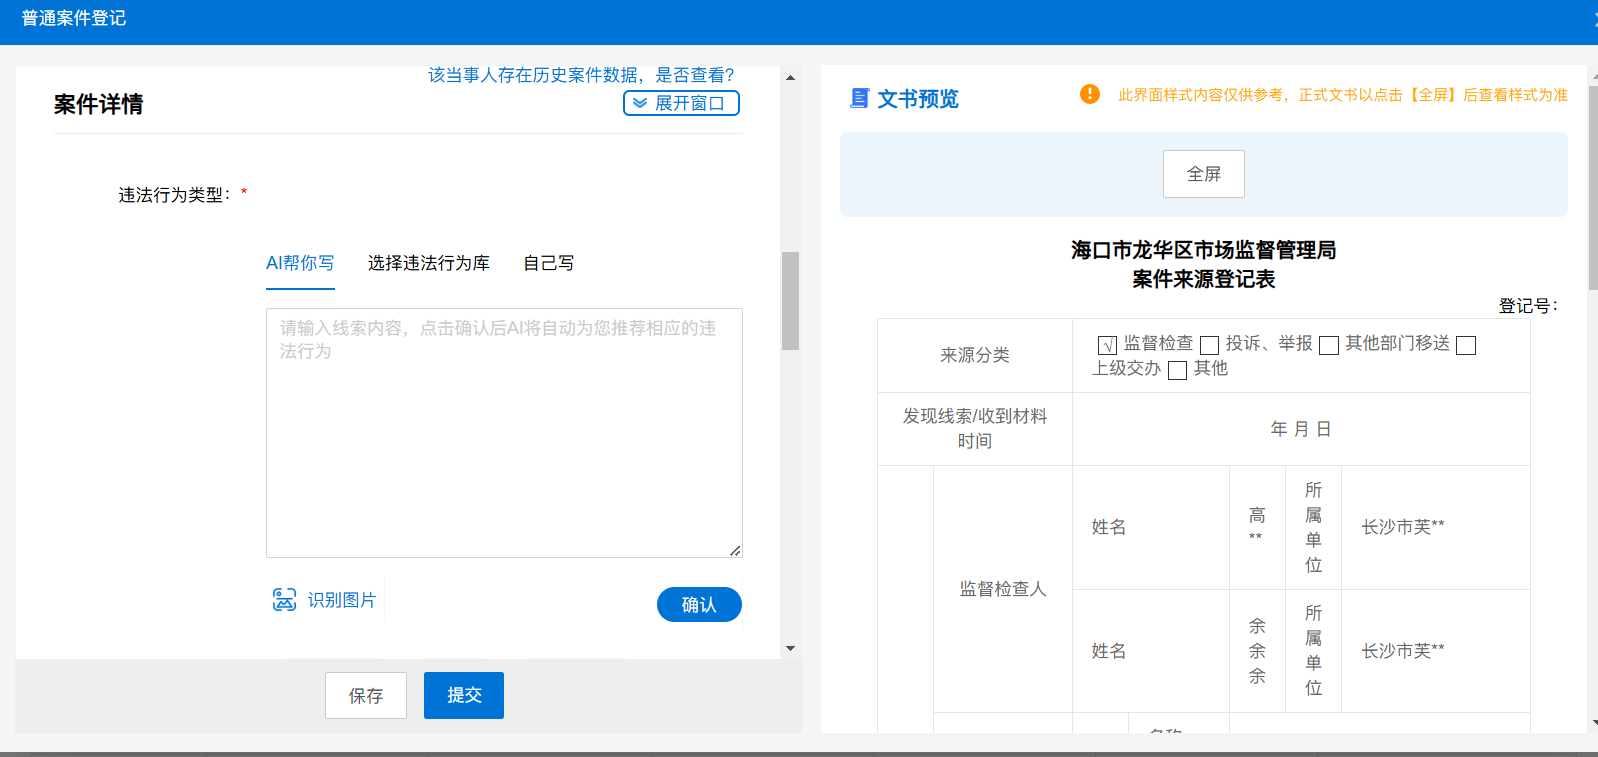 普通案件登记
该当事人存在历史案件数据，是否查看?
案件详情
展开窗口
违法行为类型：*
AI帮你写
选择违法行为库
自己写
请输入线索内容，点击确认后AI将自动为您推荐相应的违
法行为
识别图片
确认
保存
提交
文书预览
此界面样式内容仅供参考，正式文书以点击【全屏】后查看样式为准
全屏
海口市龙华区市场监督管理局
案件来源登记表
登记号：
来源分类
√ 监督检查 投诉、举报 其他部门移送
上级交办 其他
发现线索/收到材料
时间
年 月 日
监督检查人
姓名
高
**
所
属
单
位
长沙市芙**
姓名
余
余
余
所
属
单
位
长沙市芙**